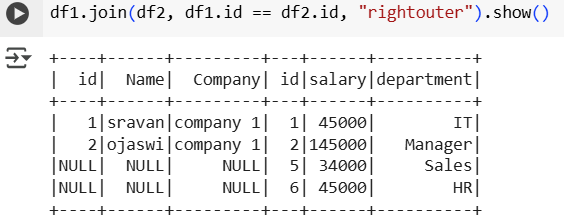 df1.join(df2, df1.id == df2.id, "rightouter").show()
+----+------+---------+---+------+----------+
|  id|  Name|  Company| id|salary|department|
+----+------+---------+---+------+----------+
|   1|sravan|company 1|  1| 45000|        IT|
|   2|ojaswi|company 1|  2|145000|   Manager|
|NULL|  NULL|     NULL|  5| 34000|     Sales|
|NULL|  NULL|     NULL|  6| 45000|        HR|
+----+------+---------+---+------+----------+